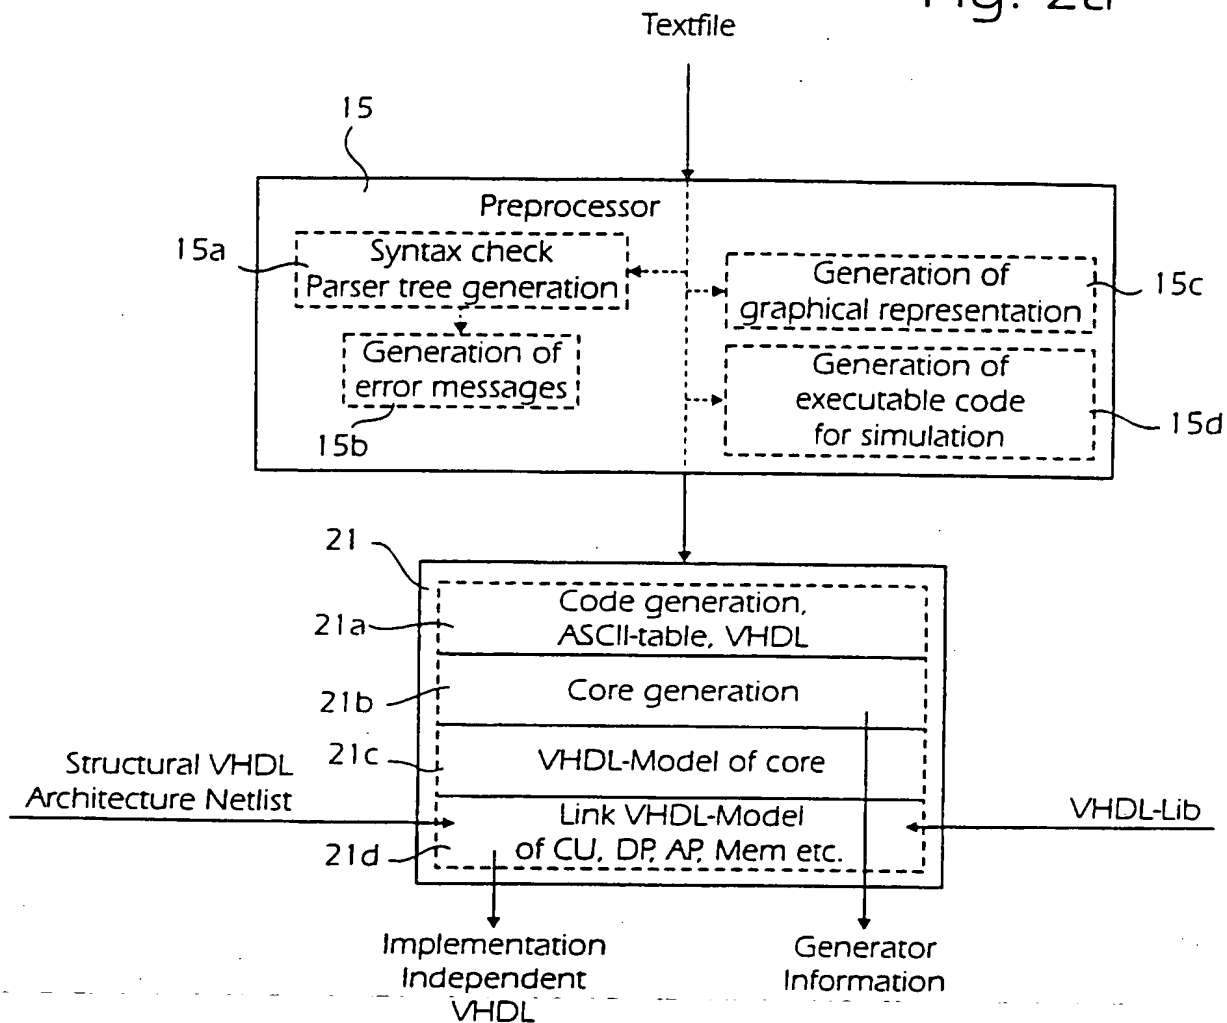 Fig. 2a
Textfile
15
Preprocessor
15a
Syntax check
Parser tree generation
Generation of
error messages
15b
Generation of
graphical representation
15c
Generation of
executable code
for simulation
15d
21
21a
Code generation,
ASCII-table, VHDL
21b
Core generation
21c
VHDL-Model of core
Structural VHDL
Architecture Netlist
21d
Link VHDL-Model
of CU, DP, AP, Mem etc.
VHDL-Lib
Implementation
Independent
VHDL
Generator
Information